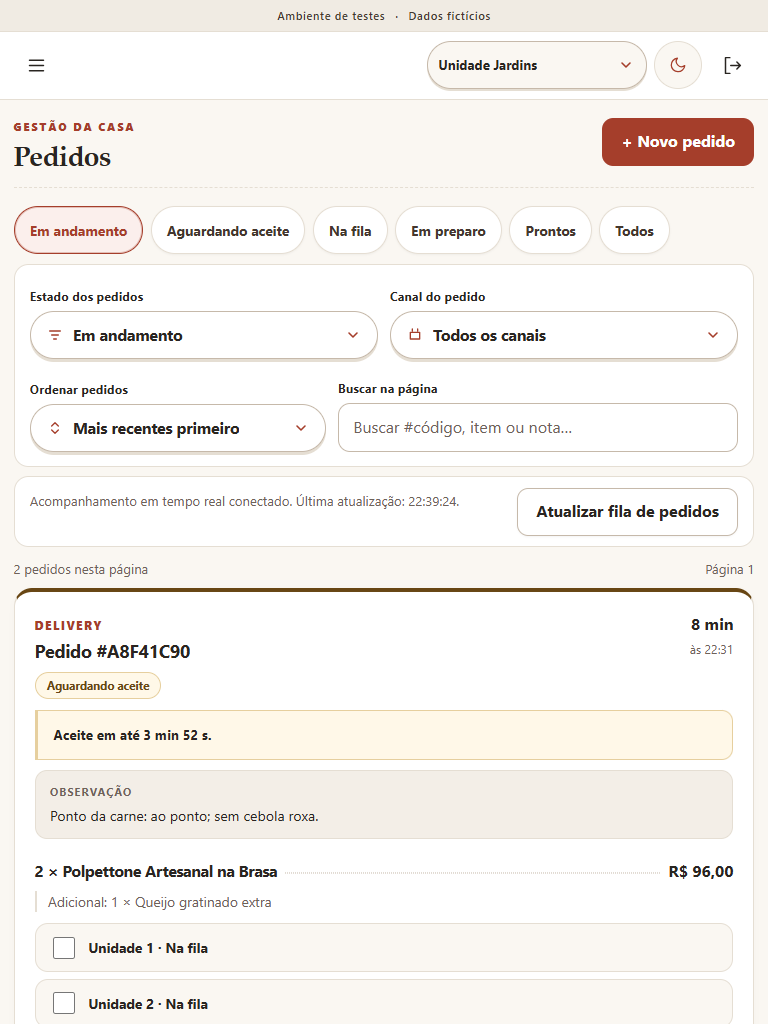 Ambiente de testes · Dados fictícios
Unidade Jardins
GESTÃO DA CASA
Pedidos
+ Novo pedido
Em andamento
Aguardando aceite
Na fila
Em preparo
Prontos
Todos
Estado dos pedidos
Em andamento
Canal do pedido
Todos os canais
Ordenar pedidos
Mais recentes primeiro
Buscar na página
Buscar #código, item ou nota...
Acompanhamento em tempo real conectado. Última atualização: 22:39:24.
Atualizar fila de pedidos
2 pedidos nesta página
Página 1
DELIVERY
8 min
Pedido #A8F41C90
às 22:31
Aguardando aceite
Aceite em até 3 min 52 s.
OBSERVAÇÃO
Ponto da carne: ao ponto; sem cebola roxa.
2 × Polpettone Artesanal na Brasa R$ 96,00
Adicional: 1 × Queijo gratinado extra
Unidade 1 · Na fila
Unidade 2 · Na fila